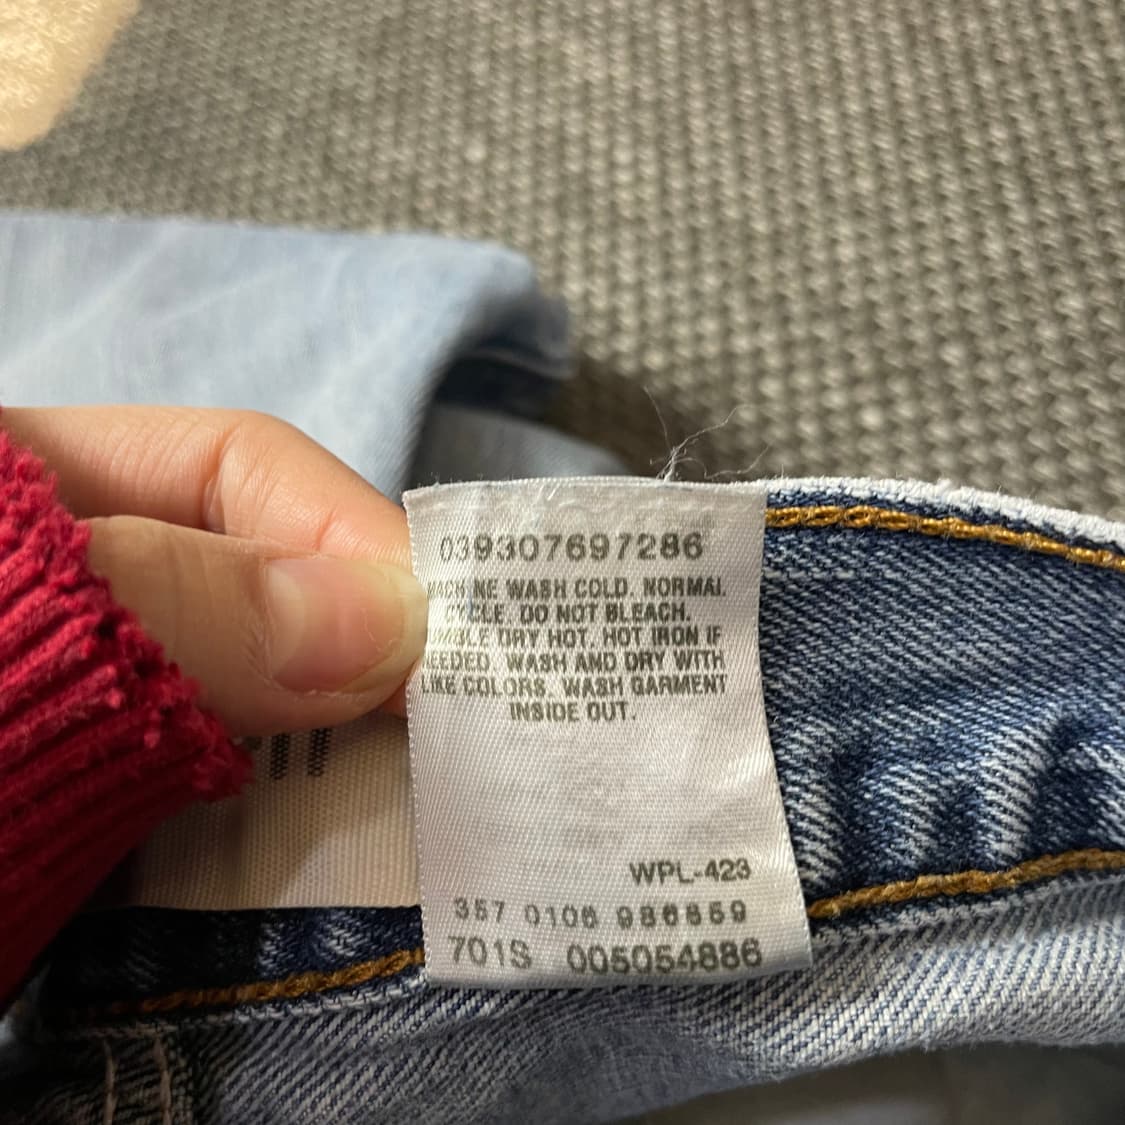 039307697286
MACHINE WASH COLD. NORMAL
CYCLE. DO NOT BLEACH.
TUMBLE DRY HOT. HOT IRON IF
NEEDED. WASH AND DRY WITH
LIKE COLORS. WASH GARMENT
INSIDE OUT.
WPL-423
357 0106 986859
701S 005054886